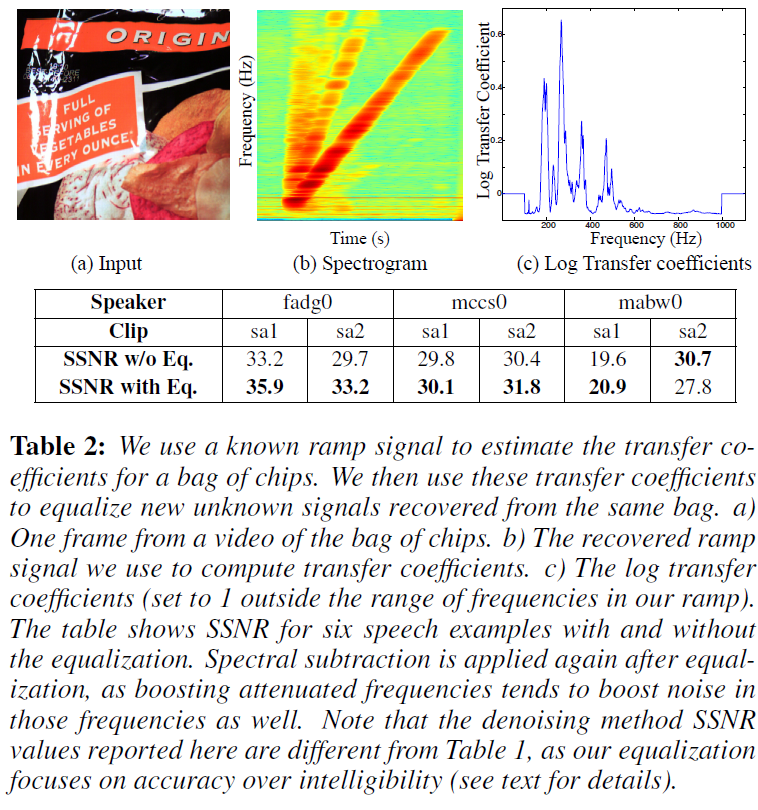 ORIGIN
FULL
SERVING OF
VEGETABLES
IN EVERY OUNCE*
Frequency (Hz)
Time (s)
Log Transfer Coefficient
0.6
0.4
0.2
0
200 400 600 800 1000
Frequency (Hz)
(a) Input
(b) Spectrogram
(c) Log Transfer coefficients
Speaker fadg0 mccs0 mabw0
Clip sa1 sa2 sa1 sa2 sa1 sa2
SSNR w/o Eq. 33.2 29.7 29.8 30.4 19.6 30.7
SSNR with Eq. 35.9 33.2 30.1 31.8 20.9 27.8
Table 2: We use a known ramp signal to estimate the transfer co-
efficients for a bag of chips. We then use these transfer coefficients
to equalize new unknown signals recovered from the same bag. a)
One frame from a video of the bag of chips. b) The recovered ramp
signal we use to compute transfer coefficients. c) The log transfer
coefficients (set to 1 outside the range of frequencies in our ramp).
The table shows SSNR for six speech examples with and without
the equalization. Spectral subtraction is applied again after equal-
ization, as boosting attenuated frequencies tends to boost noise in
those frequencies as well. Note that the denoising method SSNR
values reported here are different from Table 1, as our equalization
focuses on accuracy over intelligibility (see text for details).